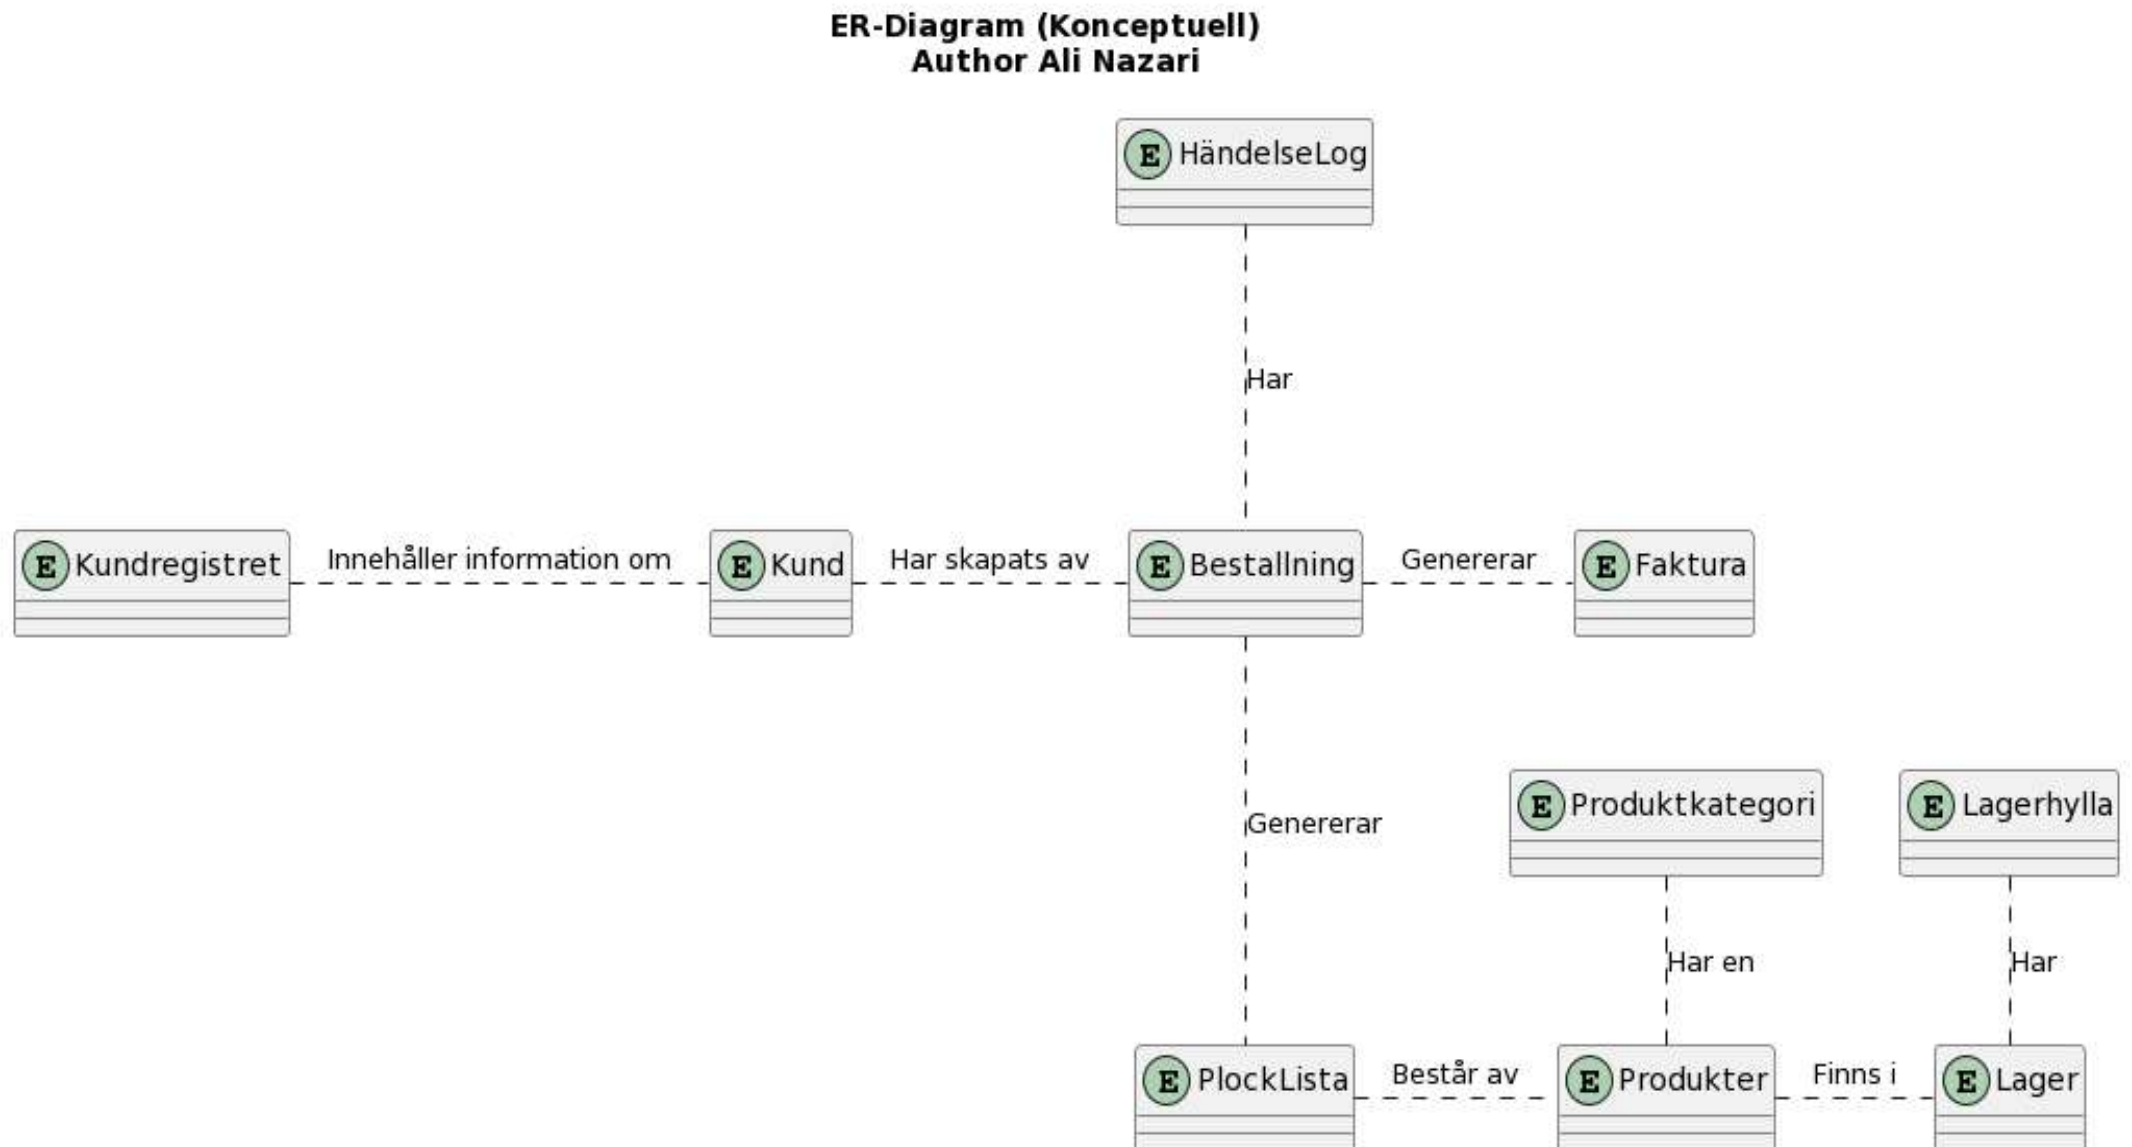 ER-Diagram (Konceptuell)
Author Ali Nazari
E HändelseLog
Har
E Kundregistret
Innehåller information om
E Kund
Har skapats av
E Bestallning
Genererar
E Faktura
Genererar
E Produktkategori
E Lagerhylla
Har en
Har
E PlockLista
Består av
E Produkter
Finns i
E Lager